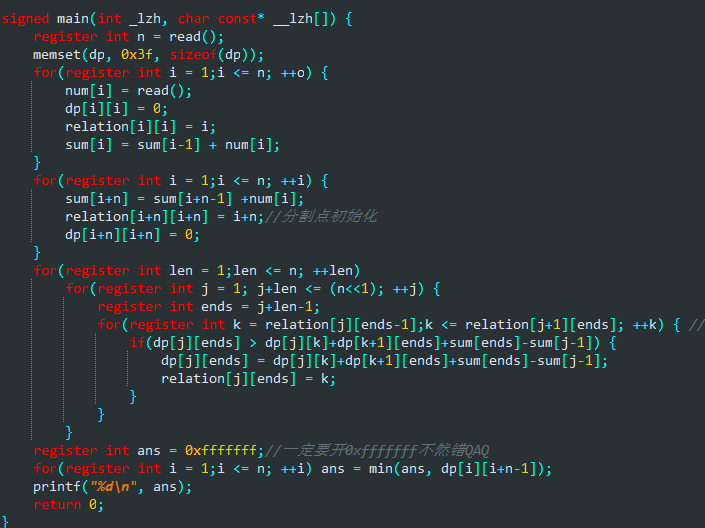 signed main(int _lzh, char const* __lzh[]) {
register int n = read();
memset(dp, 0x3f, sizeof(dp));
for(register int i = 1;i <= n; ++o) {
num[i] = read();
dp[i][i] = 0;
relation[i][i] = i;
sum[i] = sum[i-1] + num[i];
}
for(register int i = 1;i <= n; ++i) {
sum[i+n] = sum[i+n-1] +num[i];
relation[i+n][i+n] = i+n;//分割点初始化
dp[i+n][i+n] = 0;
}
for(register int len = 1;len <= n; ++len)
for(register int j = 1; j+len <= (n<<1); ++j) {
register int ends = j+len-1;
for(register int k = relation[j][ends-1];k <= relation[j+1][ends]; ++k) { //
if(dp[j][ends] > dp[j][k]+dp[k+1][ends]+sum[ends]-sum[j-1]) {
dp[j][ends] = dp[j][k]+dp[k+1][ends]+sum[ends]-sum[j-1];
relation[j][ends] = k;
}
}
}
register int ans = 0xfffffff;//一定要开0xfffffff不然错QAQ
for(register int i = 1;i <= n; ++i) ans = min(ans, dp[i][i+n-1]);
printf("%d\n", ans);
return 0;
}